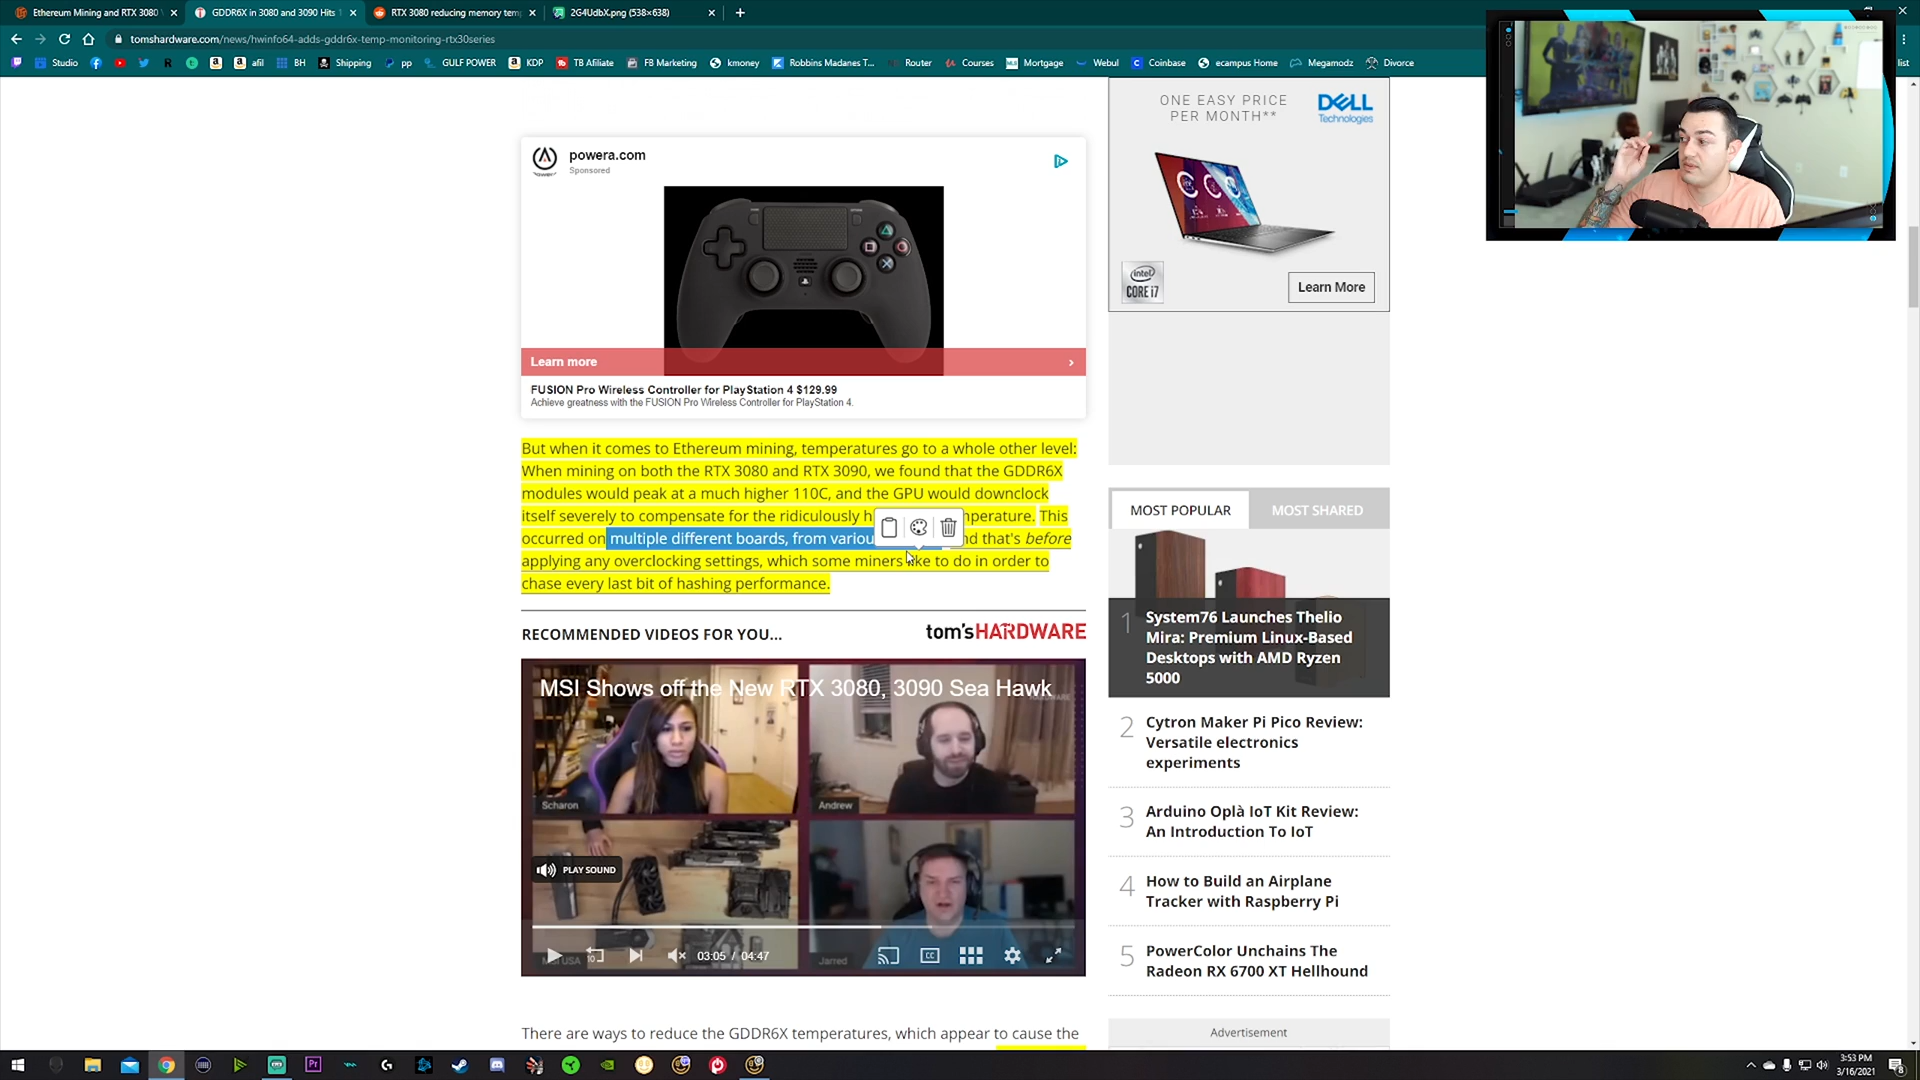 Ethereum Mining and RTX 3080
GDDR6X in 3080 and 3090 Hits
RTX 3080 reducing memory tem
2G4UdbX.png (538×638)
tomshardware.com/news/hwinfo64-adds-gddr6x-temp-monitoring-rtx30series
Studio
R
afil
BH
Shipping
pp
GULF POWER
KDP
TB Afiliate
FB Marketing
kmoney
Robbins Madanes T...
Router
Courses
Mortgage
Webul
Coinbase
ecampus Home
Megamodz
Divorce
list
powera.com
Sponsored
Learn more
FUSION Pro Wireless Controller for PlayStation 4 $129.99
Achieve greatness with the FUSION Pro Wireless Controller for PlayStation 4.
ONE EASY PRICE
PER MONTH**
DELL
Technologies
intel
CORE i7
Learn More
But when it comes to Ethereum mining, temperatures go to a whole other level:
When mining on both the RTX 3080 and RTX 3090, we found that the GDDR6X
modules would peak at a much higher 110C, and the GPU would downclock
itself severely to compensate for the ridiculously h perature. This
occurred on multiple different boards, from variou nd that's before
applying any overclocking settings, which some miners like to do in order to
chase every last bit of hashing performance.
RECOMMENDED VIDEOS FOR YOU...
tom'sHARDWARE
MSI Shows off the New RTX 3080, 3090 Sea Hawk
Scharon
Andrew
PLAY SOUND
10
03:05 / 04:47
CC
MSI USA
Jarred
MOST POPULAR
MOST SHARED
1 System76 Launches Thelio
Mira: Premium Linux-Based
Desktops with AMD Ryzen
5000
2 Cytron Maker Pi Pico Review:
Versatile electronics
experiments
3 Arduino Oplà IoT Kit Review:
An Introduction To IoT
4 How to Build an Airplane
Tracker with Raspberry Pi
5 PowerColor Unchains The
Radeon RX 6700 XT Hellhound
Advertisement
There are ways to reduce the GDDR6X temperatures, which appear to cause the
Pr
3:53 PM
3/16/2021